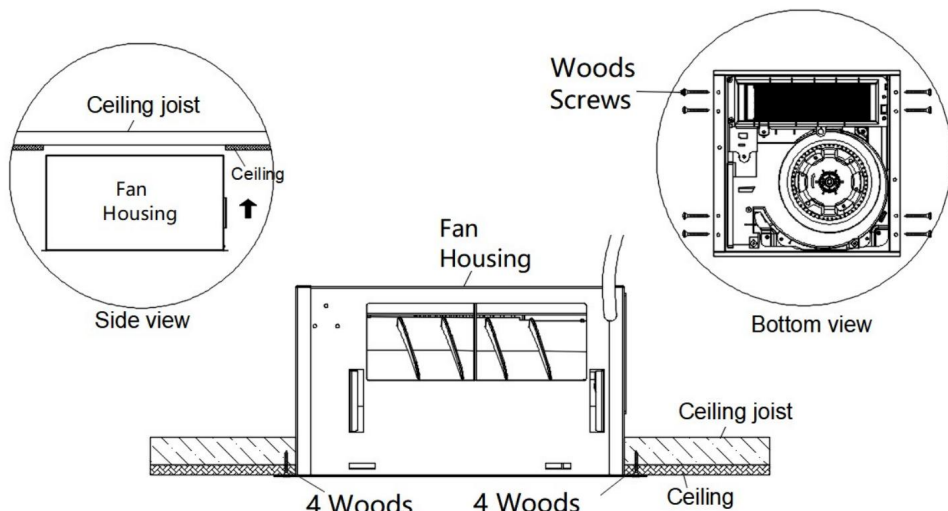 Ceiling joist
Ceiling
Fan
Housing
Side view
Woods
Screws
Bottom view
Fan
Housing
Ceiling joist
Ceiling
4 Woods
4 Woods